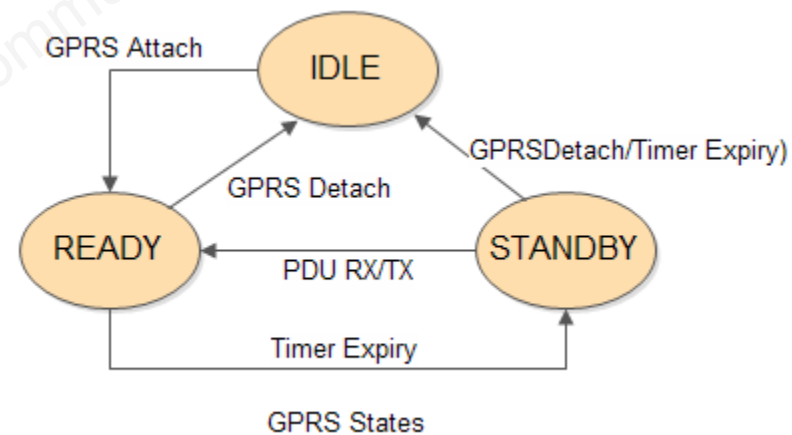 GPRS Attach
IDLE
GPRSDetach/Timer Expiry)
GPRS Detach
READY
STANDBY
PDU RX/TX
Timer Expiry
GPRS States